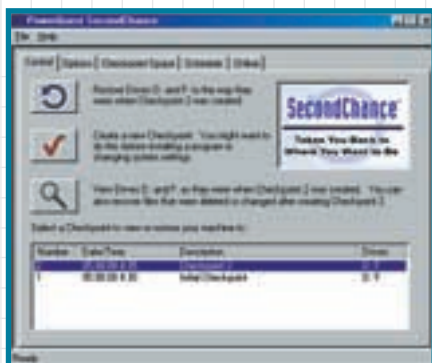 PowerQuest SecondChance
File Help
Control Options Checkpoint Space Schedule Online
Restore Drives D: and F: to the way they
were when Checkpoint 2 was created.
Create a new Checkpoint. You might want to
do this before installing a program or
changing system settings.
SecondChance
Takes You Back to
Where You Want to Be
View Drives D: and F: as they were when Checkpoint 2 was created. You can
also recover files that were deleted or changed after creating Checkpoint 2.
Select a Checkpoint to view or restore your machine to:
Number Date/Time Description Drives
2 Checkpoint 2 D: F:
1 Initial Checkpoint D: F:
Ready